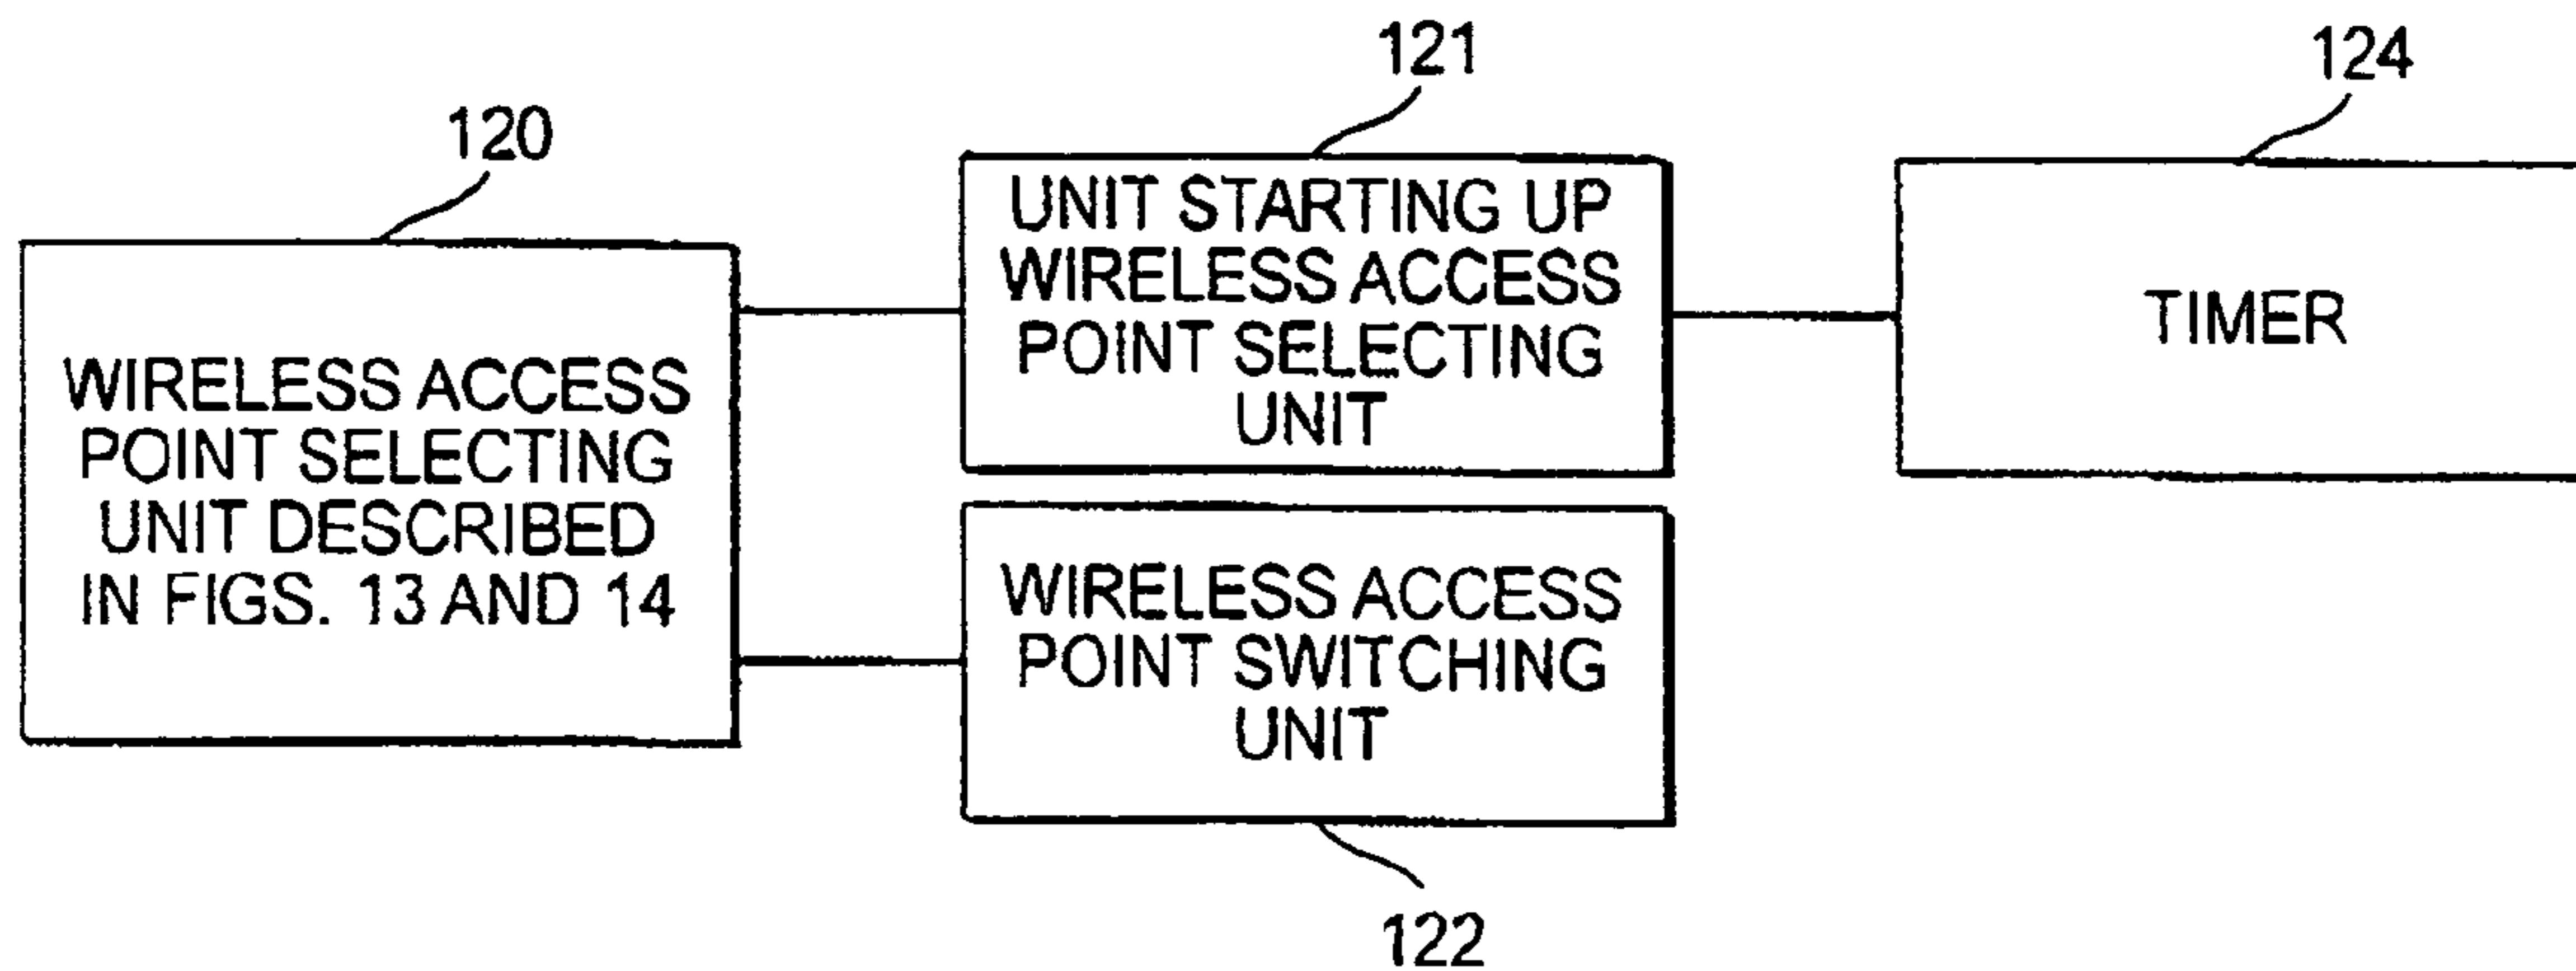 120
WIRELESS ACCESS
POINT SELECTING
UNIT DESCRIBED
IN FIGS. 13 AND 14
121
UNIT STARTING UP
WIRELESS ACCESS
POINT SELECTING
UNIT
124
TIMER
WIRELESS ACCESS
POINT SWITCHING
UNIT
122